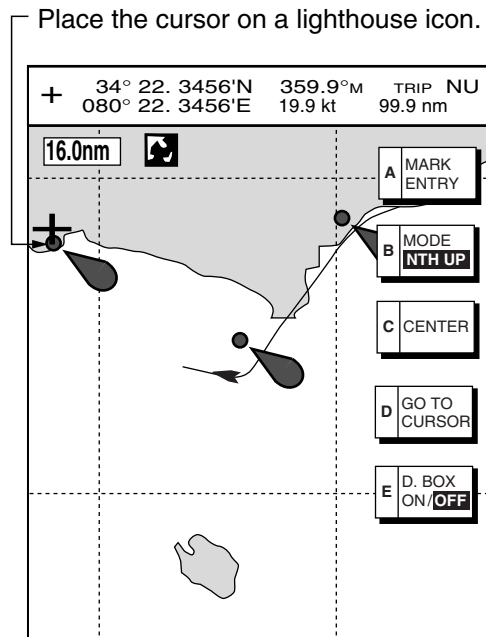 Place the cursor on a lighthouse icon.
+ 34° 22. 3456'N 359.9°M TRIP NU
080° 22. 3456'E 19.9 kt 99.9 nm
16.0nm
A MARK
ENTRY
B MODE
NTH UP
C CENTER
D GO TO
CURSOR
E D. BOX
ON/OFF